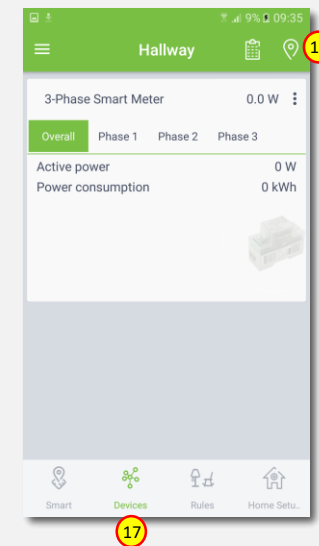 9% 09:35
Hallway
1
3-Phase Smart Meter 0.0 W
Overall Phase 1 Phase 2 Phase 3
Active power 0 W
Power consumption 0 kWh
Smart Devices Rules Home Setu..
17